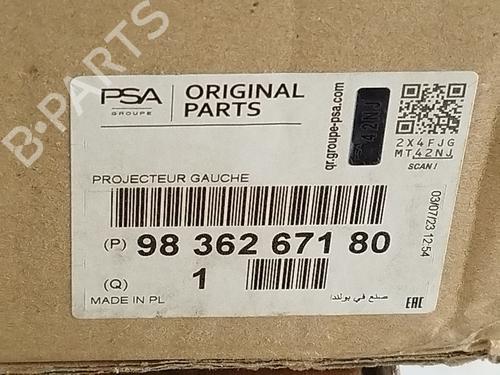 B-PARTS
PSA
GROUPE
ORIGINAL
PARTS
qr.groupe-psa.com
42NJ
2X4FJG
MT42NJ
SCAN!
PROJECTEUR GAUCHE
03/07/23 12:54
(P) 98 362 671 80
(Q) 1
MADE IN PL
صنع في بولندا
EAC